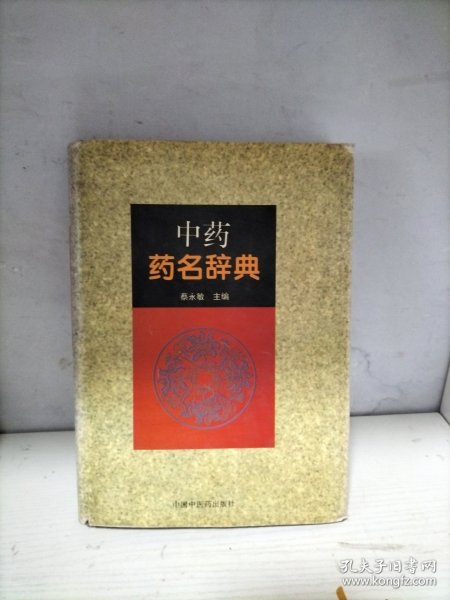 中药
药名辞典
蔡永敏 主编
中国中医药出版社
孔夫子旧书网
www.kongfz.com